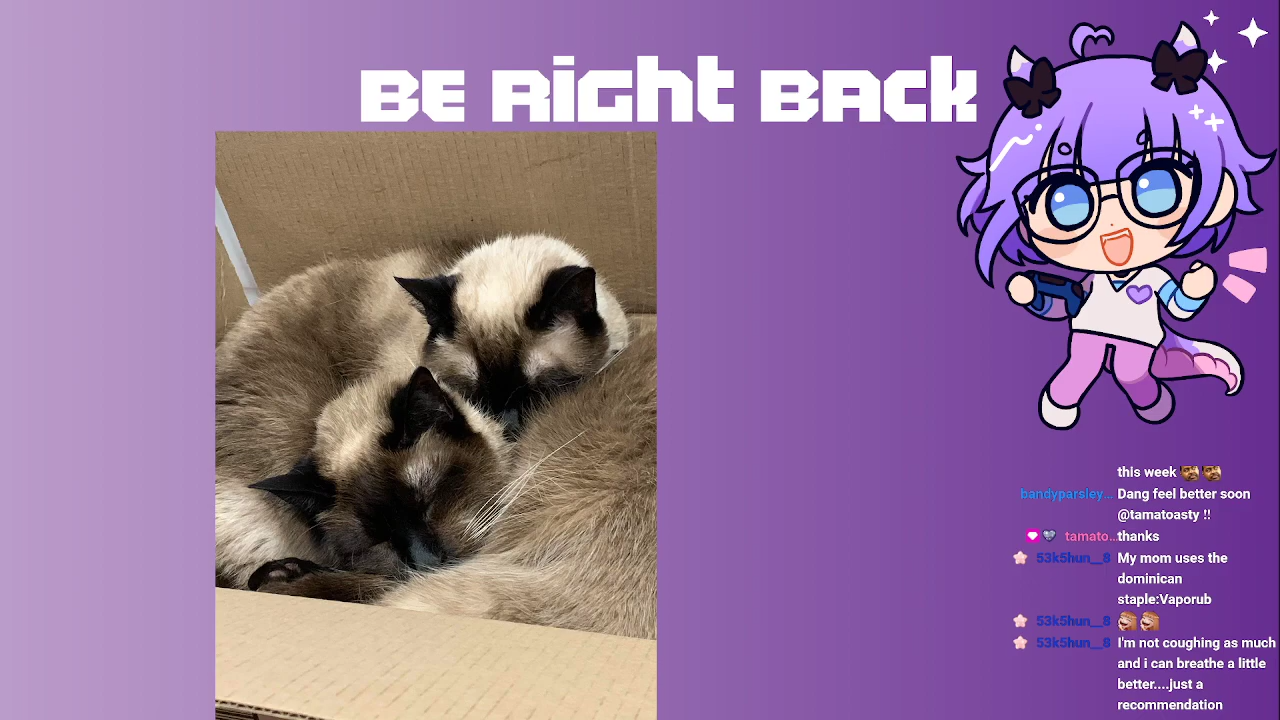 BE Right BACK
this week
bandyparsley... Dang feel better soon
@tamatoasty !!
tamato... thanks
53k5hun__8 My mom uses the
dominican
staple:Vaporub
53k5hun__8
53k5hun__8 I'm not coughing as much
and i can breathe a little
better....just a
recommendation